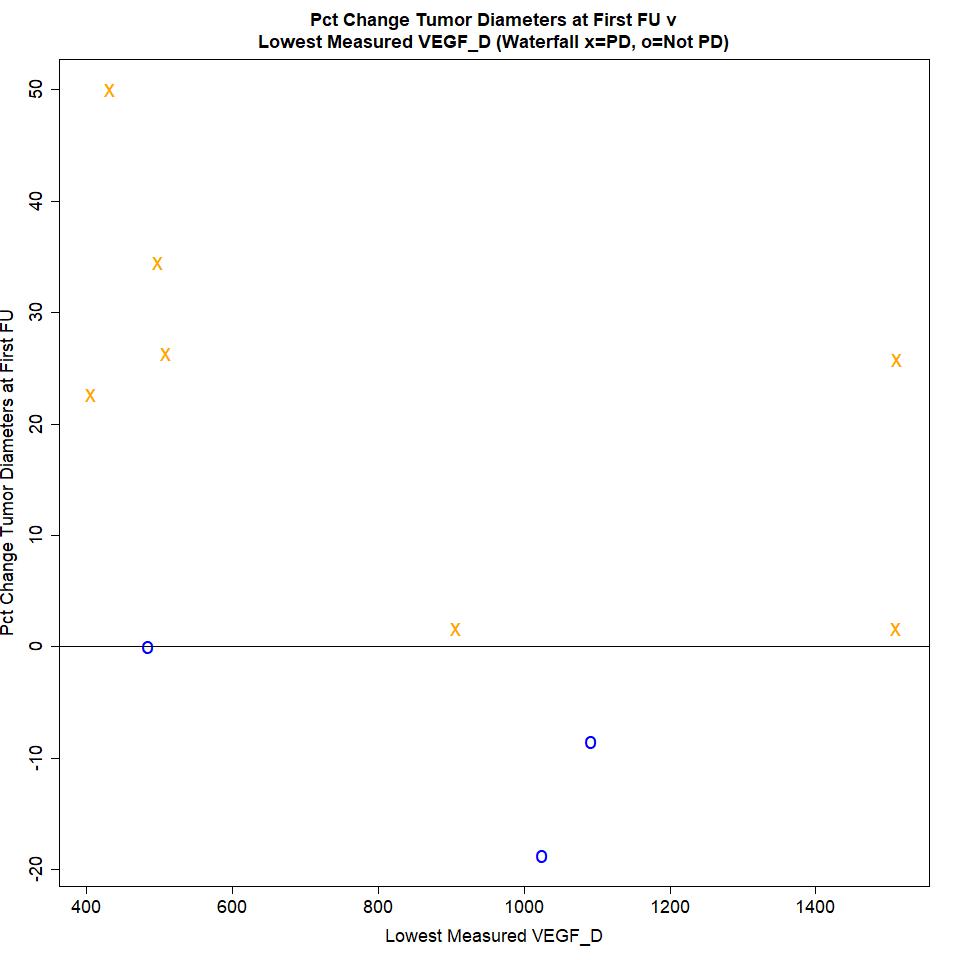 Pct Change Tumor Diameters at First FU v
Lowest Measured VEGF_D (Waterfall x=PD, o=Not PD)
Pct Change Tumor Diameters at First FU
50
40
30
20
10
0
-10
-20
X
X
X
X
X
X
X
O
O
O
400 600 800 1000 1200 1400
Lowest Measured VEGF_D